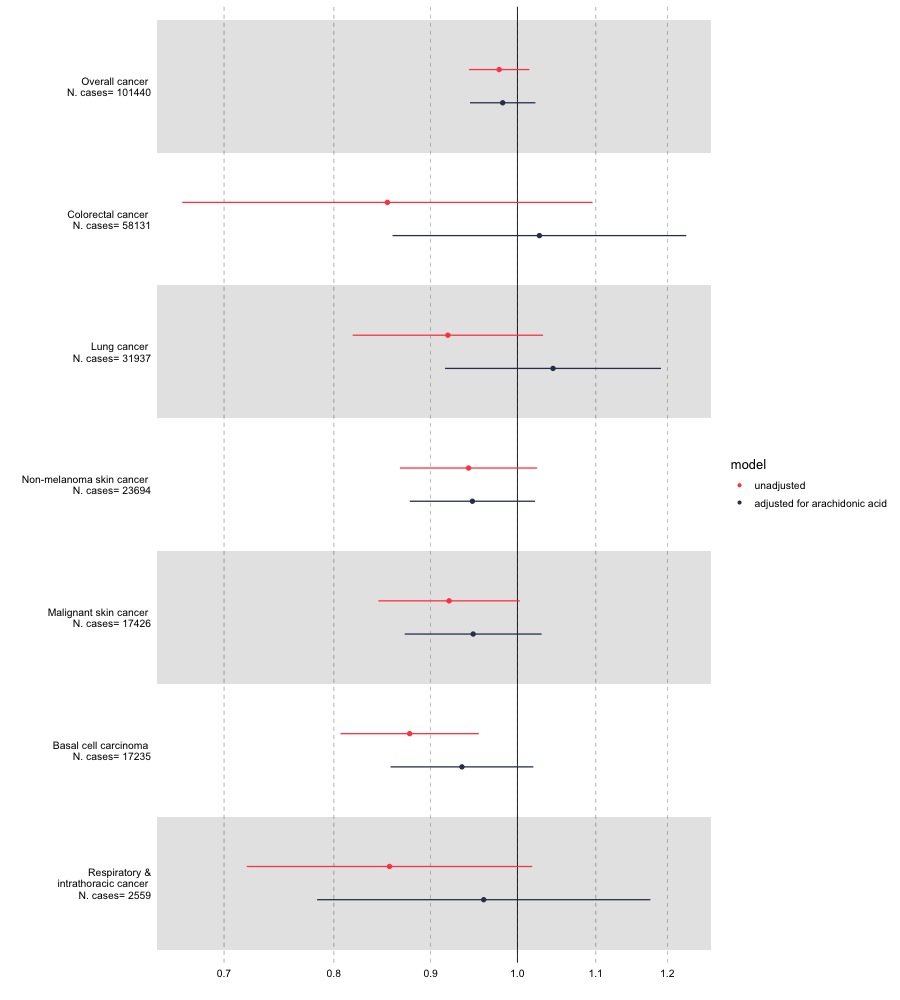 Overall cancer
N. cases= 101440
Colorectal cancer
N. cases= 58131
Lung cancer
N. cases= 31937
Non-melanoma skin cancer
N. cases= 23694
Malignant skin cancer
N. cases= 17426
Basal cell carcinoma
N. cases= 17235
Respiratory &
intrathoracic cancer
N. cases= 2559
0.7 0.8 0.9 1.0 1.1 1.2
model
unadjusted
adjusted for arachidonic acid